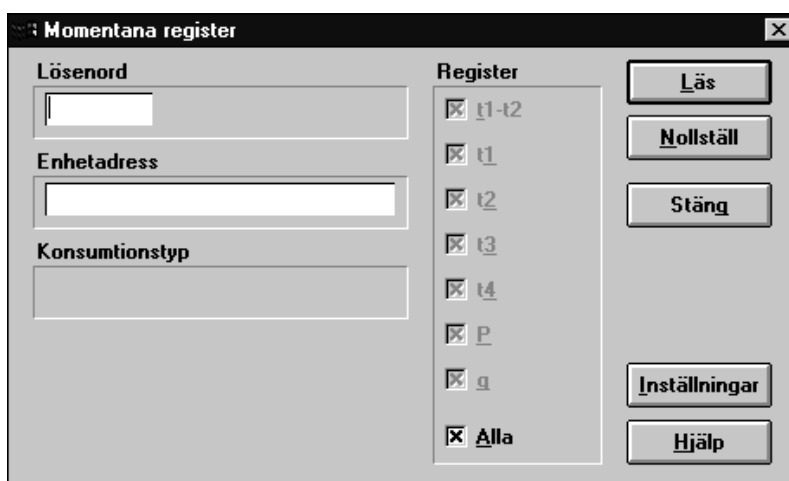 Momentana register
Lösenord
Enhetadress
Konsumtionstyp
Register
t1-t2
t1
t2
t3
t4
P
q
Alla
Läs
Nollställ
Stäng
Inställningar
Hjälp